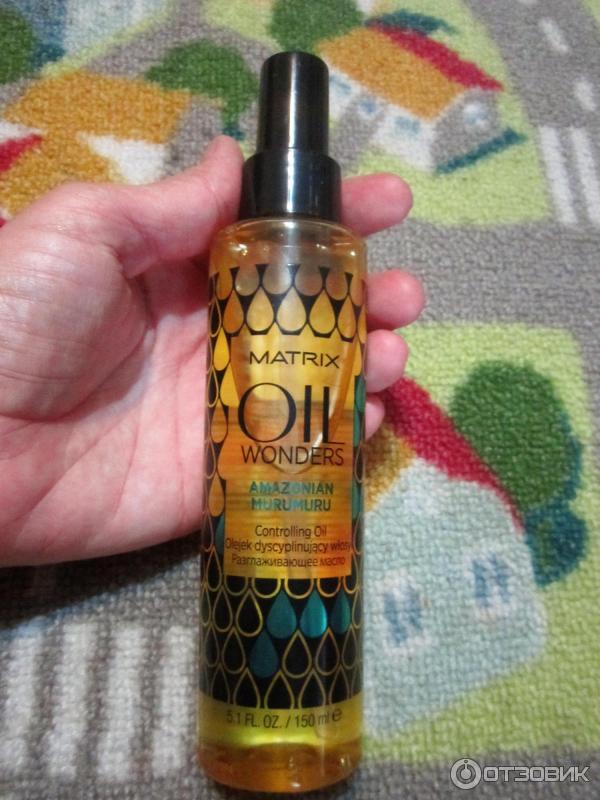 MATRIX
OIL
WONDERS
AMAZONIAN
MURUMURU
Controlling Oil
Olejek dyscyplinujący włosy
Разглаживающее масло
5.1 FL. OZ. / 150 ml e
ОТЗОВИК